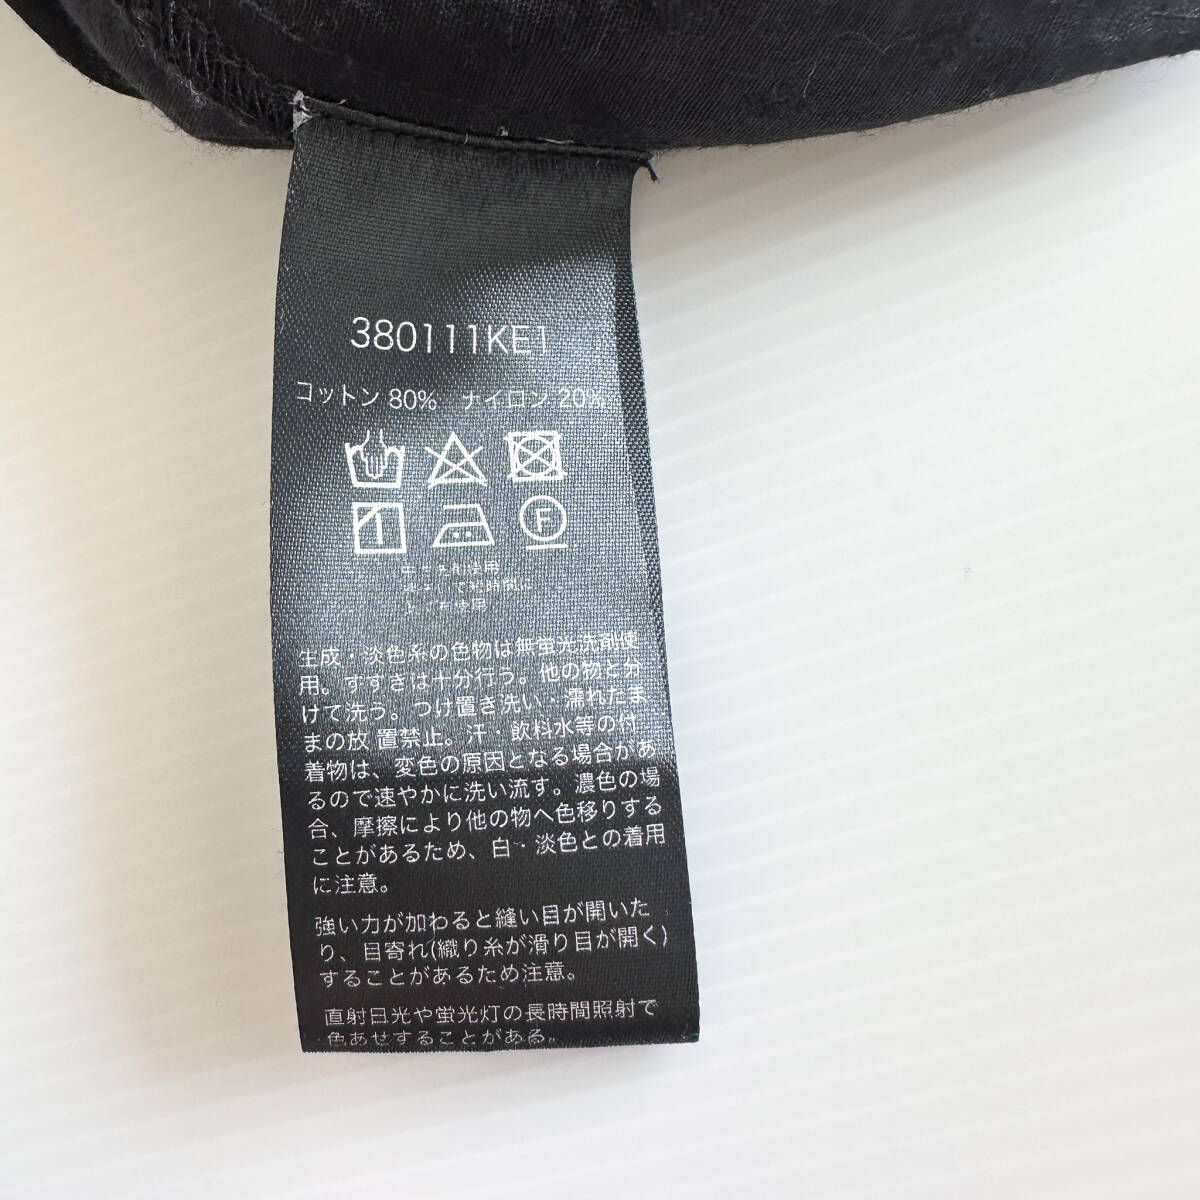 380111KE1
コットン 80% ナイロン 20%
F
使用
使用
生成・淡色糸の色物は無蛍光洗剤使
用。すすぎは十分行う。他の物と分
けて洗う。つけ置き洗い・濡れたま
まの放 置禁止。汗・飲料水等の付
着物は、変色の原因となる場合があ
るので速やかに洗い流す。濃色の場
合、摩擦により他の物へ色移りする
ことがあるため、白・淡色との着用
に注意。
強い力が加わると縫い目が開いた
り、目寄れ(織り糸が滑り目が開く)
することがあるため注意。
直射日光や蛍光灯の長時間照射で
色あせすることがある。